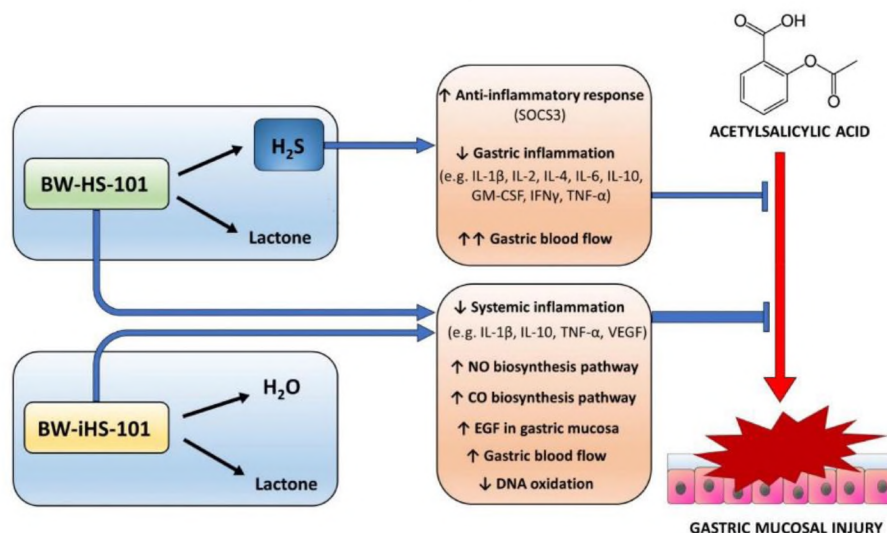 BW-HS-101
H₂S
Lactone
BW-iHS-101
H₂O
Lactone
↑ Anti-inflammatory response
(SOCS3)
↓ Gastric inflammation
(e.g. IL-1β, IL-2, IL-4, IL-6, IL-10,
GM-CSF, IFNγ, TNF-α)
↑↑ Gastric blood flow
↓ Systemic inflammation
(e.g. IL-1β, IL-10, TNF-α, VEGF)
↑ NO biosynthesis pathway
↑ CO biosynthesis pathway
↑ EGF in gastric mucosa
↑ Gastric blood flow
↓ DNA oxidation
O
OH
O
O
ACETYLSALICYLIC ACID
GASTRIC MUCOSAL INJURY